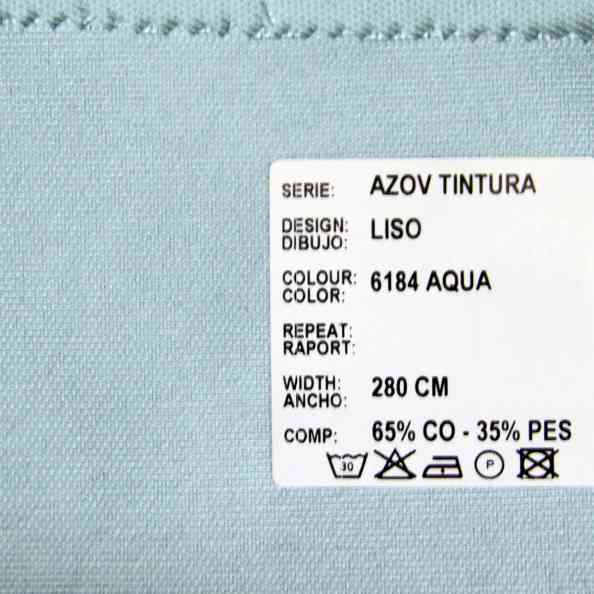 SERIE: AZOV TINTURA
DESIGN:
DIBUJO: LISO
COLOUR:
COLOR: 6184 AQUA
REPEAT:
RAPORT:
WIDTH:
ANCHO: 280 CM
COMP: 65% CO - 35% PES
30 P